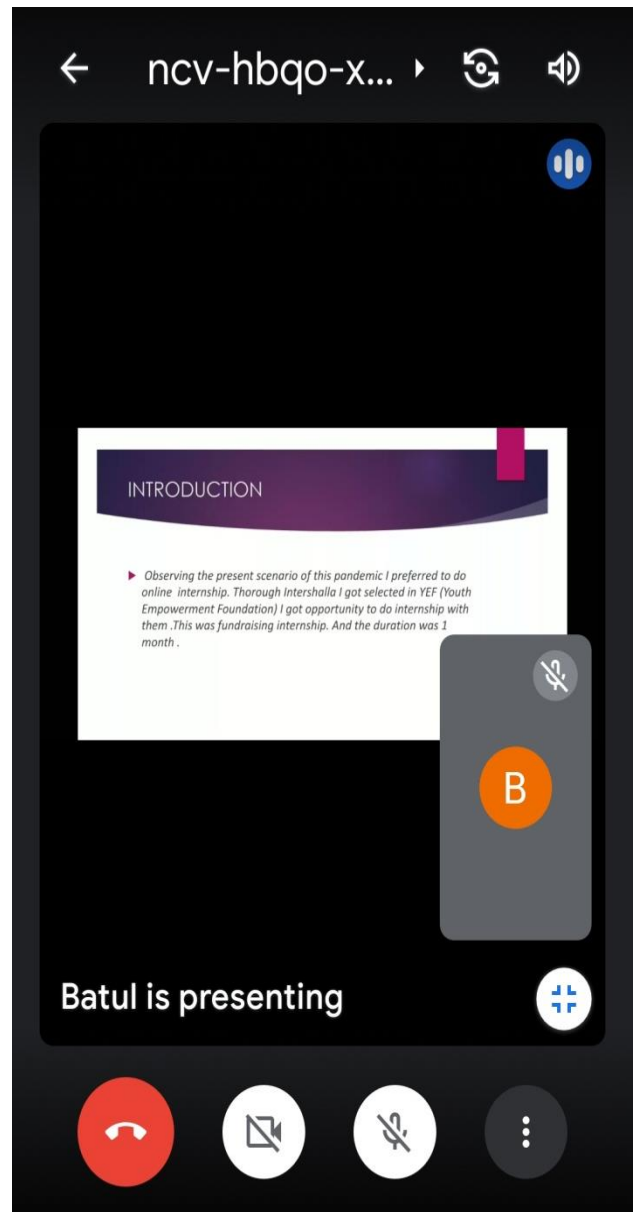 ncv-hbqo-x...
INTRODUCTION
Observing the present scenario of this pandemic I preferred to do
online internship. Thorough Intershalla I got selected in YEF (Youth
Empowerment Foundation) I got opportunity to do internship with
them .This was fundraising internship. And the duration was 1
month .
B
Batul is presenting